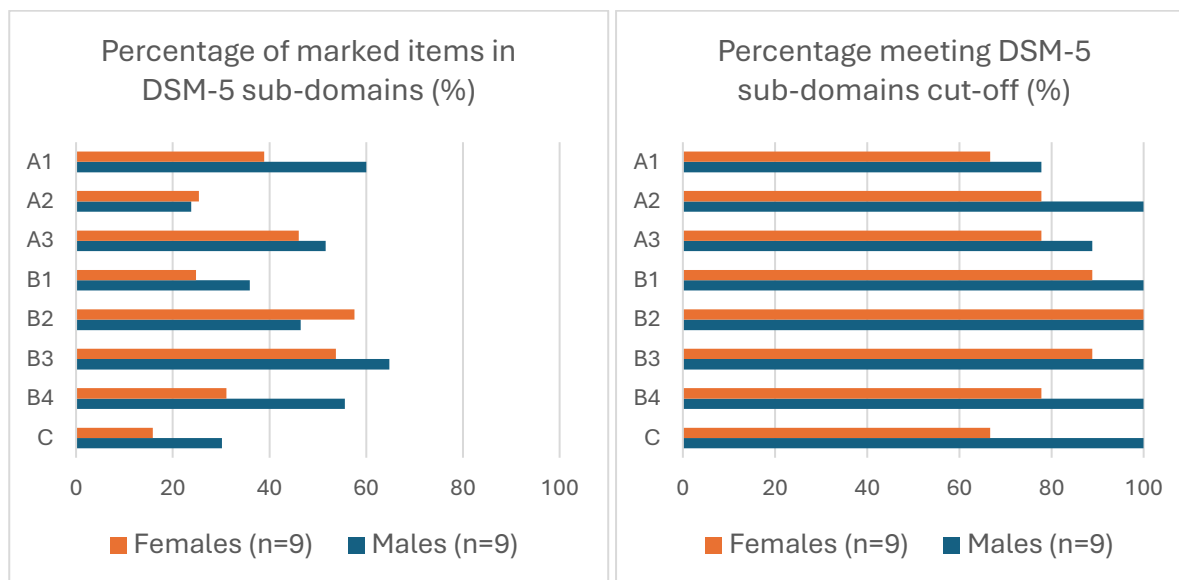 Percentage of marked items in
DSM-5 sub-domains (%)
A1
A2
A3
B1
B2
B3
B4
C
0 20 40 60 80 100
Females (n=9) Males (n=9)
Percentage meeting DSM-5
sub-domains cut-off (%)
A1
A2
A3
B1
B2
B3
B4
C
0 20 40 60 80 100
Females (n=9) Males (n=9)